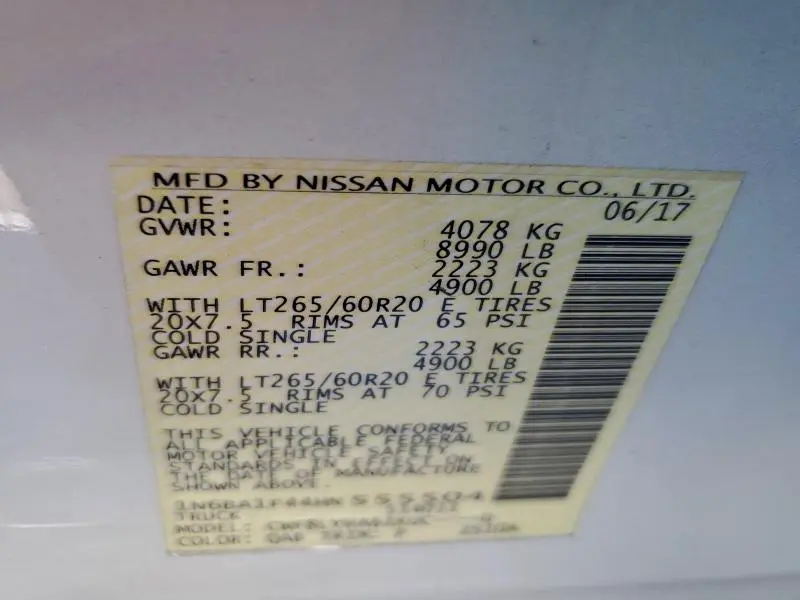 MFD BY NISSAN MOTOR CO., LTD.
DATE: 06/17
GVWR: 4078 KG
8990 LB
GAWR FR.: 2223 KG
4900 LB
WITH LT265/60R20 E TIRES
20X7.5 RIMS AT 65 PSI
COLD SINGLE
GAWR RR.: 2223 KG
4900 LB
WITH LT265/60R20 E TIRES
20X7.5 RIMS AT 70 PSI
COLD SINGLE
THIS VEHICLE CONFORMS TO
ALL APPLICABLE FEDERAL
MOTOR VEHICLE SAFETY
STANDARDS IN EFFECT ON
THE DATE OF MANUFACTURE
SHOWN ABOVE
TRUCK
MODEL:
COLOR: QAB